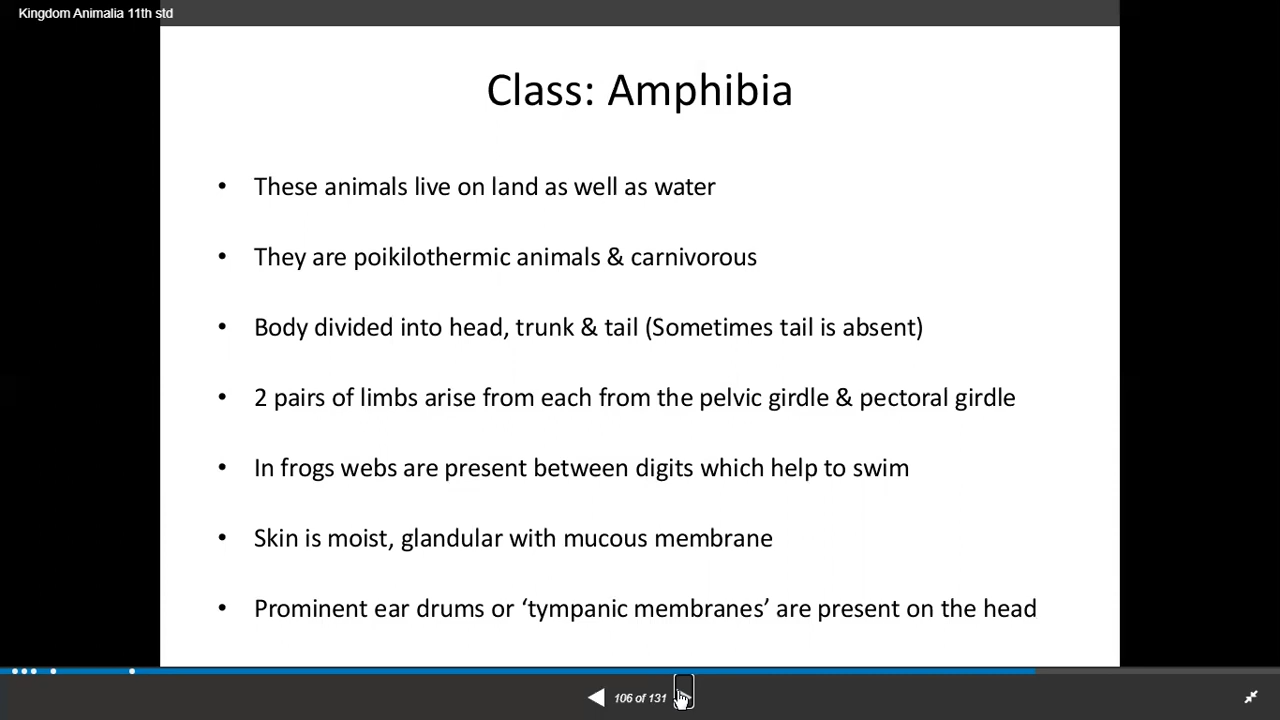 Kingdom Animalia 11th std
Class: Amphibia
• These animals live on land as well as water
• They are poikilothermic animals & carnivorous
• Body divided into head, trunk & tail (Sometimes tail is absent)
• 2 pairs of limbs arise from each from the pelvic girdle & pectoral girdle
• In frogs webs are present between digits which help to swim
• Skin is moist, glandular with mucous membrane
• Prominent ear drums or ‘tympanic membranes’ are present on the head
106 of 131